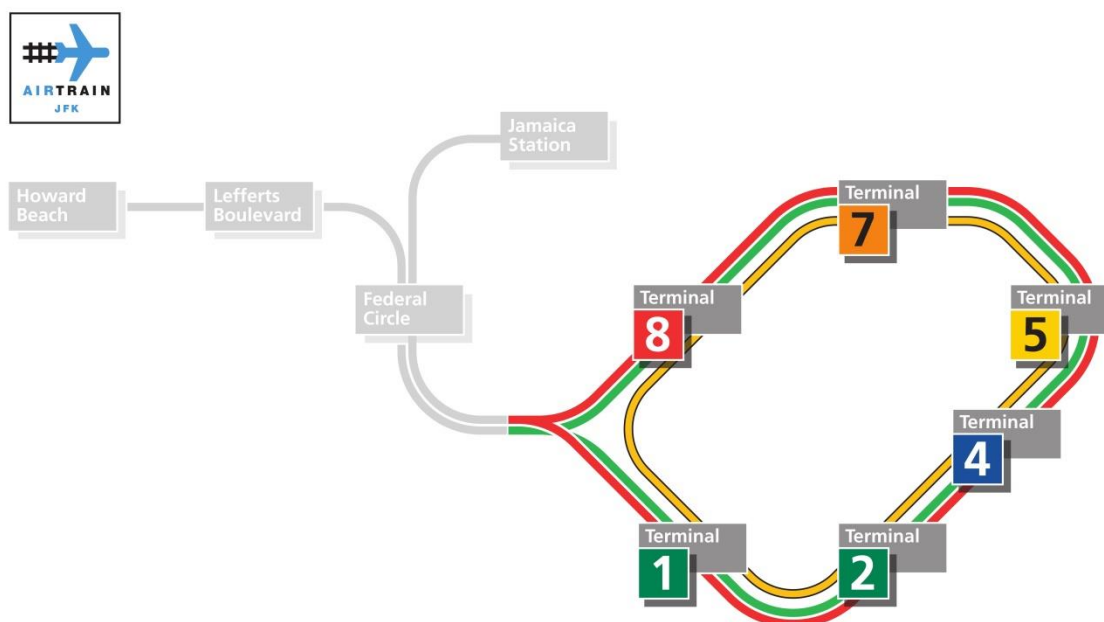 AIRTRAIN
JFK
Jamaica
Station
Howard
Beach
Lefferts
Boulevard
Federal
Circle
Terminal
7
Terminal
8
Terminal
5
Terminal
4
Terminal
1
Terminal
2